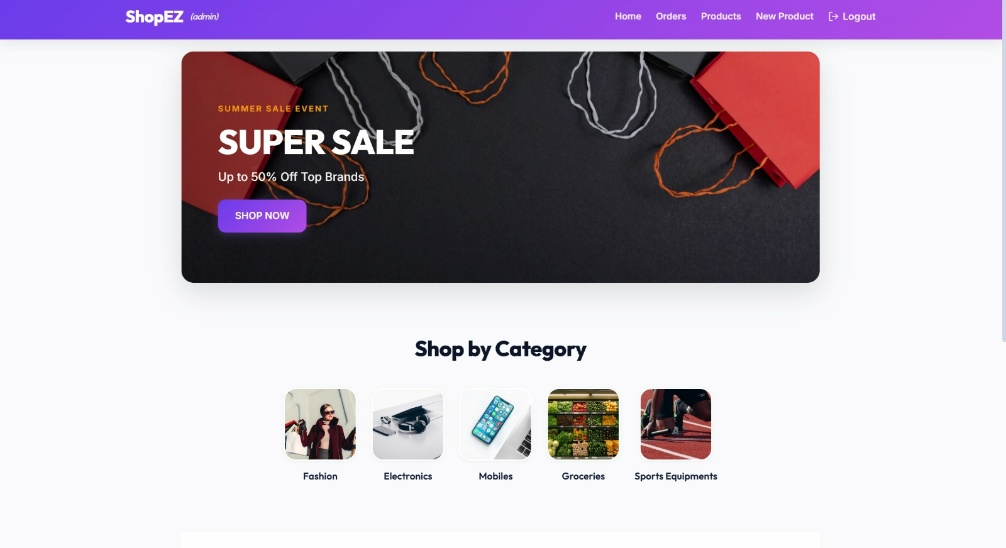 ShopEZ (admin) Home Orders Products New Product Logout
SUMMER SALE EVENT
SUPER SALE
Up to 50% Off Top Brands
SHOP NOW
Shop by Category
Fashion Electronics Mobiles Groceries Sports Equipments